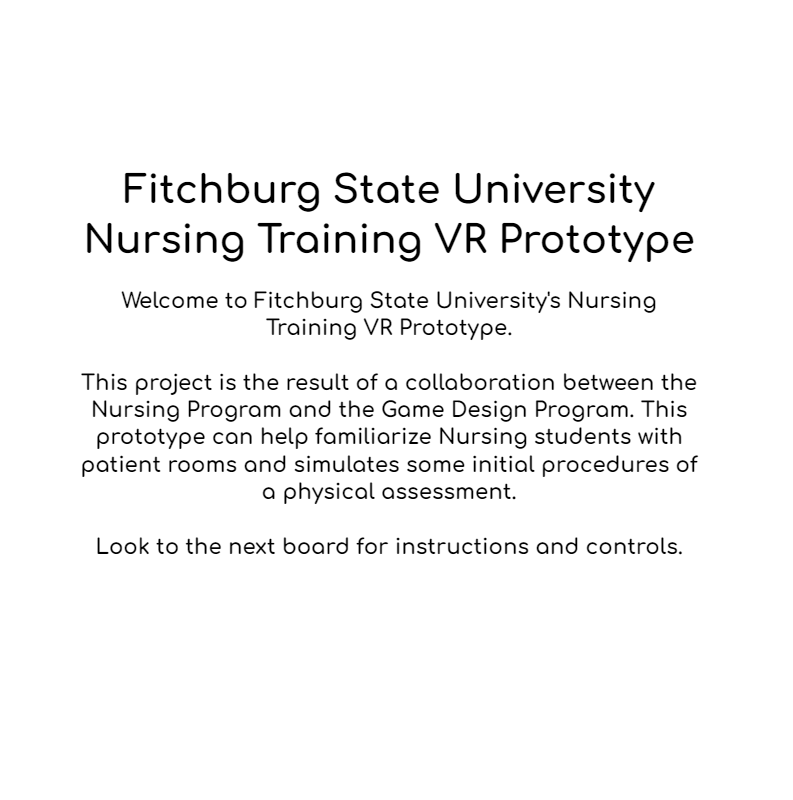 Fitchburg State University
Nursing Training VR Prototype
Welcome to Fitchburg State University's Nursing
Training VR Prototype.
This project is the result of a collaboration between the
Nursing Program and the Game Design Program. This
prototype can help familiarize Nursing students with
patient rooms and simulates some initial procedures of
a physical assessment.
Look to the next board for instructions and controls.